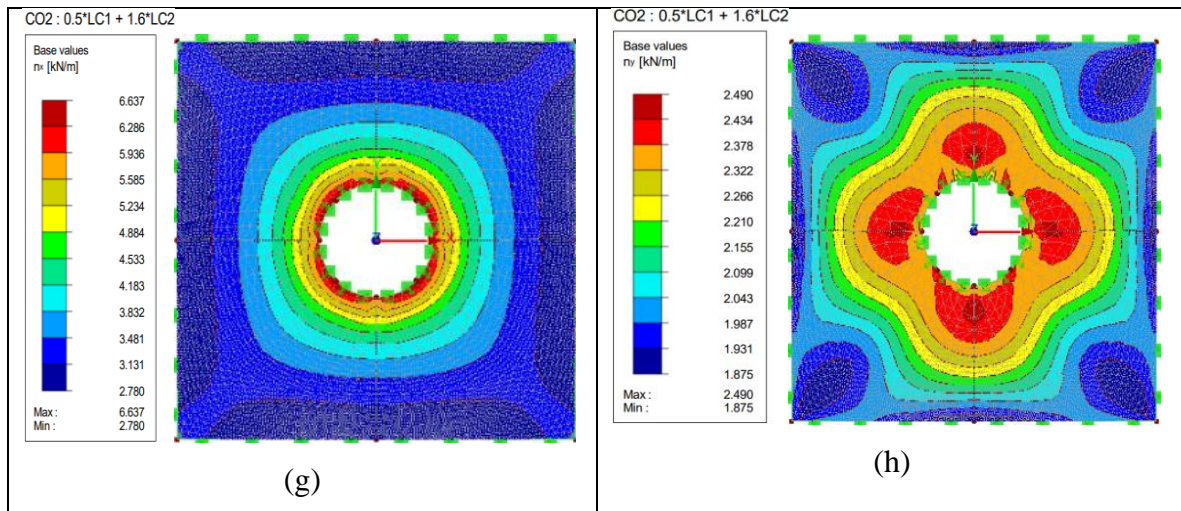 CO2 : 0.5*LC1 + 1.6*LC2
Base values
nx [kN/m]
6.637
6.286
5.936
5.585
5.234
4.884
4.533
4.183
3.832
3.481
3.131
2.780
Max : 6.637
Min : 2.780
(g)
CO2 : 0.5*LC1 + 1.6*LC2
Base values
ny [kN/m]
2.490
2.434
2.378
2.322
2.266
2.210
2.155
2.099
2.043
1.987
1.931
1.875
Max : 2.490
Min : 1.875
(h)